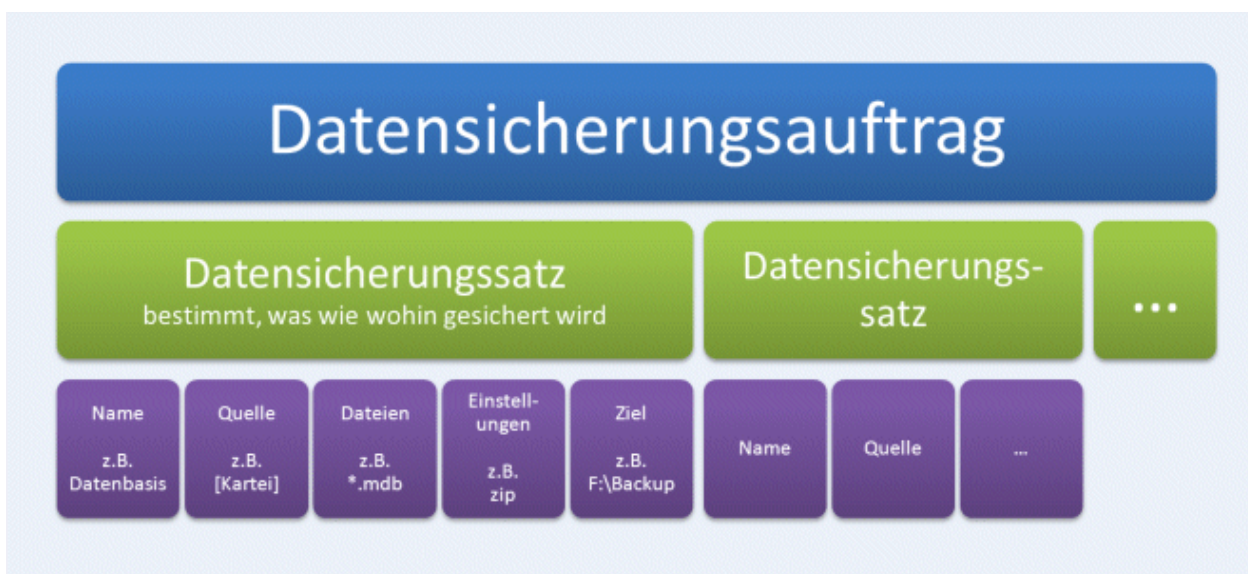 Datensicherungsauftrag
Datensicherungssatz
bestimmt, was wie wohin gesichert wird
Datensicherungs-
satz
...
Name
z.B.
Datenbasis
Quelle
z.B.
[Kartei]
Dateien
z.B.
*.mdb
Einstell-
ungen
z.B.
zip
Ziel
z.B.
F:\Backup
Name
Quelle
...